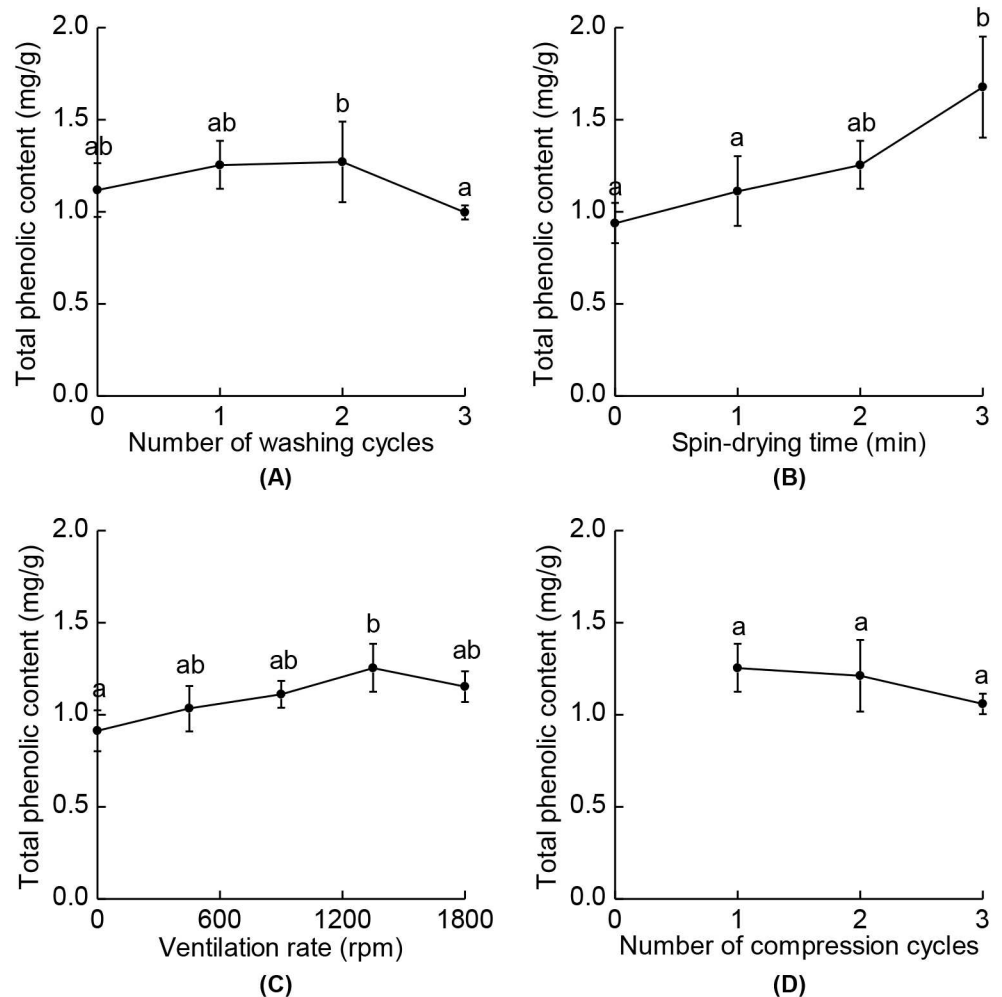 Total phenolic content (mg/g)
2.0
1.5
1.0
0.5
0.0
ab
ab
b
a
0 1 2 3
Number of washing cycles
(A)
Total phenolic content (mg/g)
2.0
1.5
1.0
0.5
0.0
a
a
ab
b
0 1 2 3
Spin-drying time (min)
(B)
Total phenolic content (mg/g)
2.0
1.5
1.0
0.5
0.0
a
ab
ab
b
ab
0 600 1200 1800
Ventilation rate (rpm)
(C)
Total phenolic content (mg/g)
2.0
1.5
1.0
0.5
0.0
a
a
a
0 1 2 3
Number of compression cycles
(D)